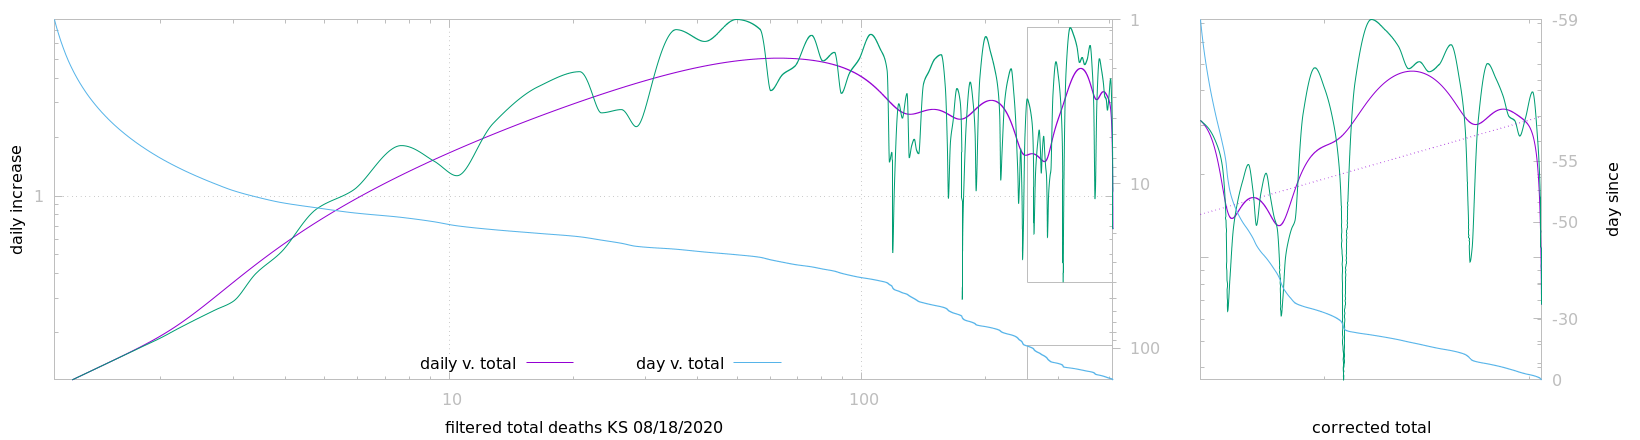 daily increase
1
daily v. total
day v. total
10
100
filtered total deaths KS 08/18/2020
1
10
100
-59
-55
-50
-30
0
day since
corrected total